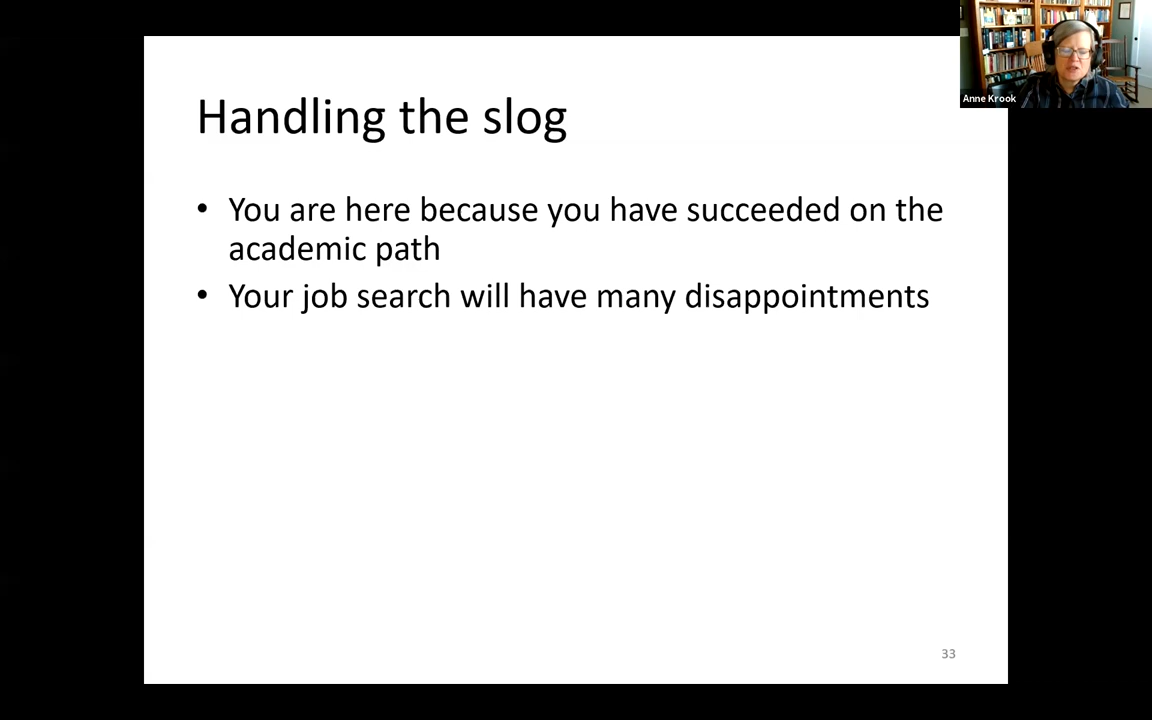 Anne Krook
Handling the slog
• You are here because you have succeeded on the
academic path
• Your job search will have many disappointments
33